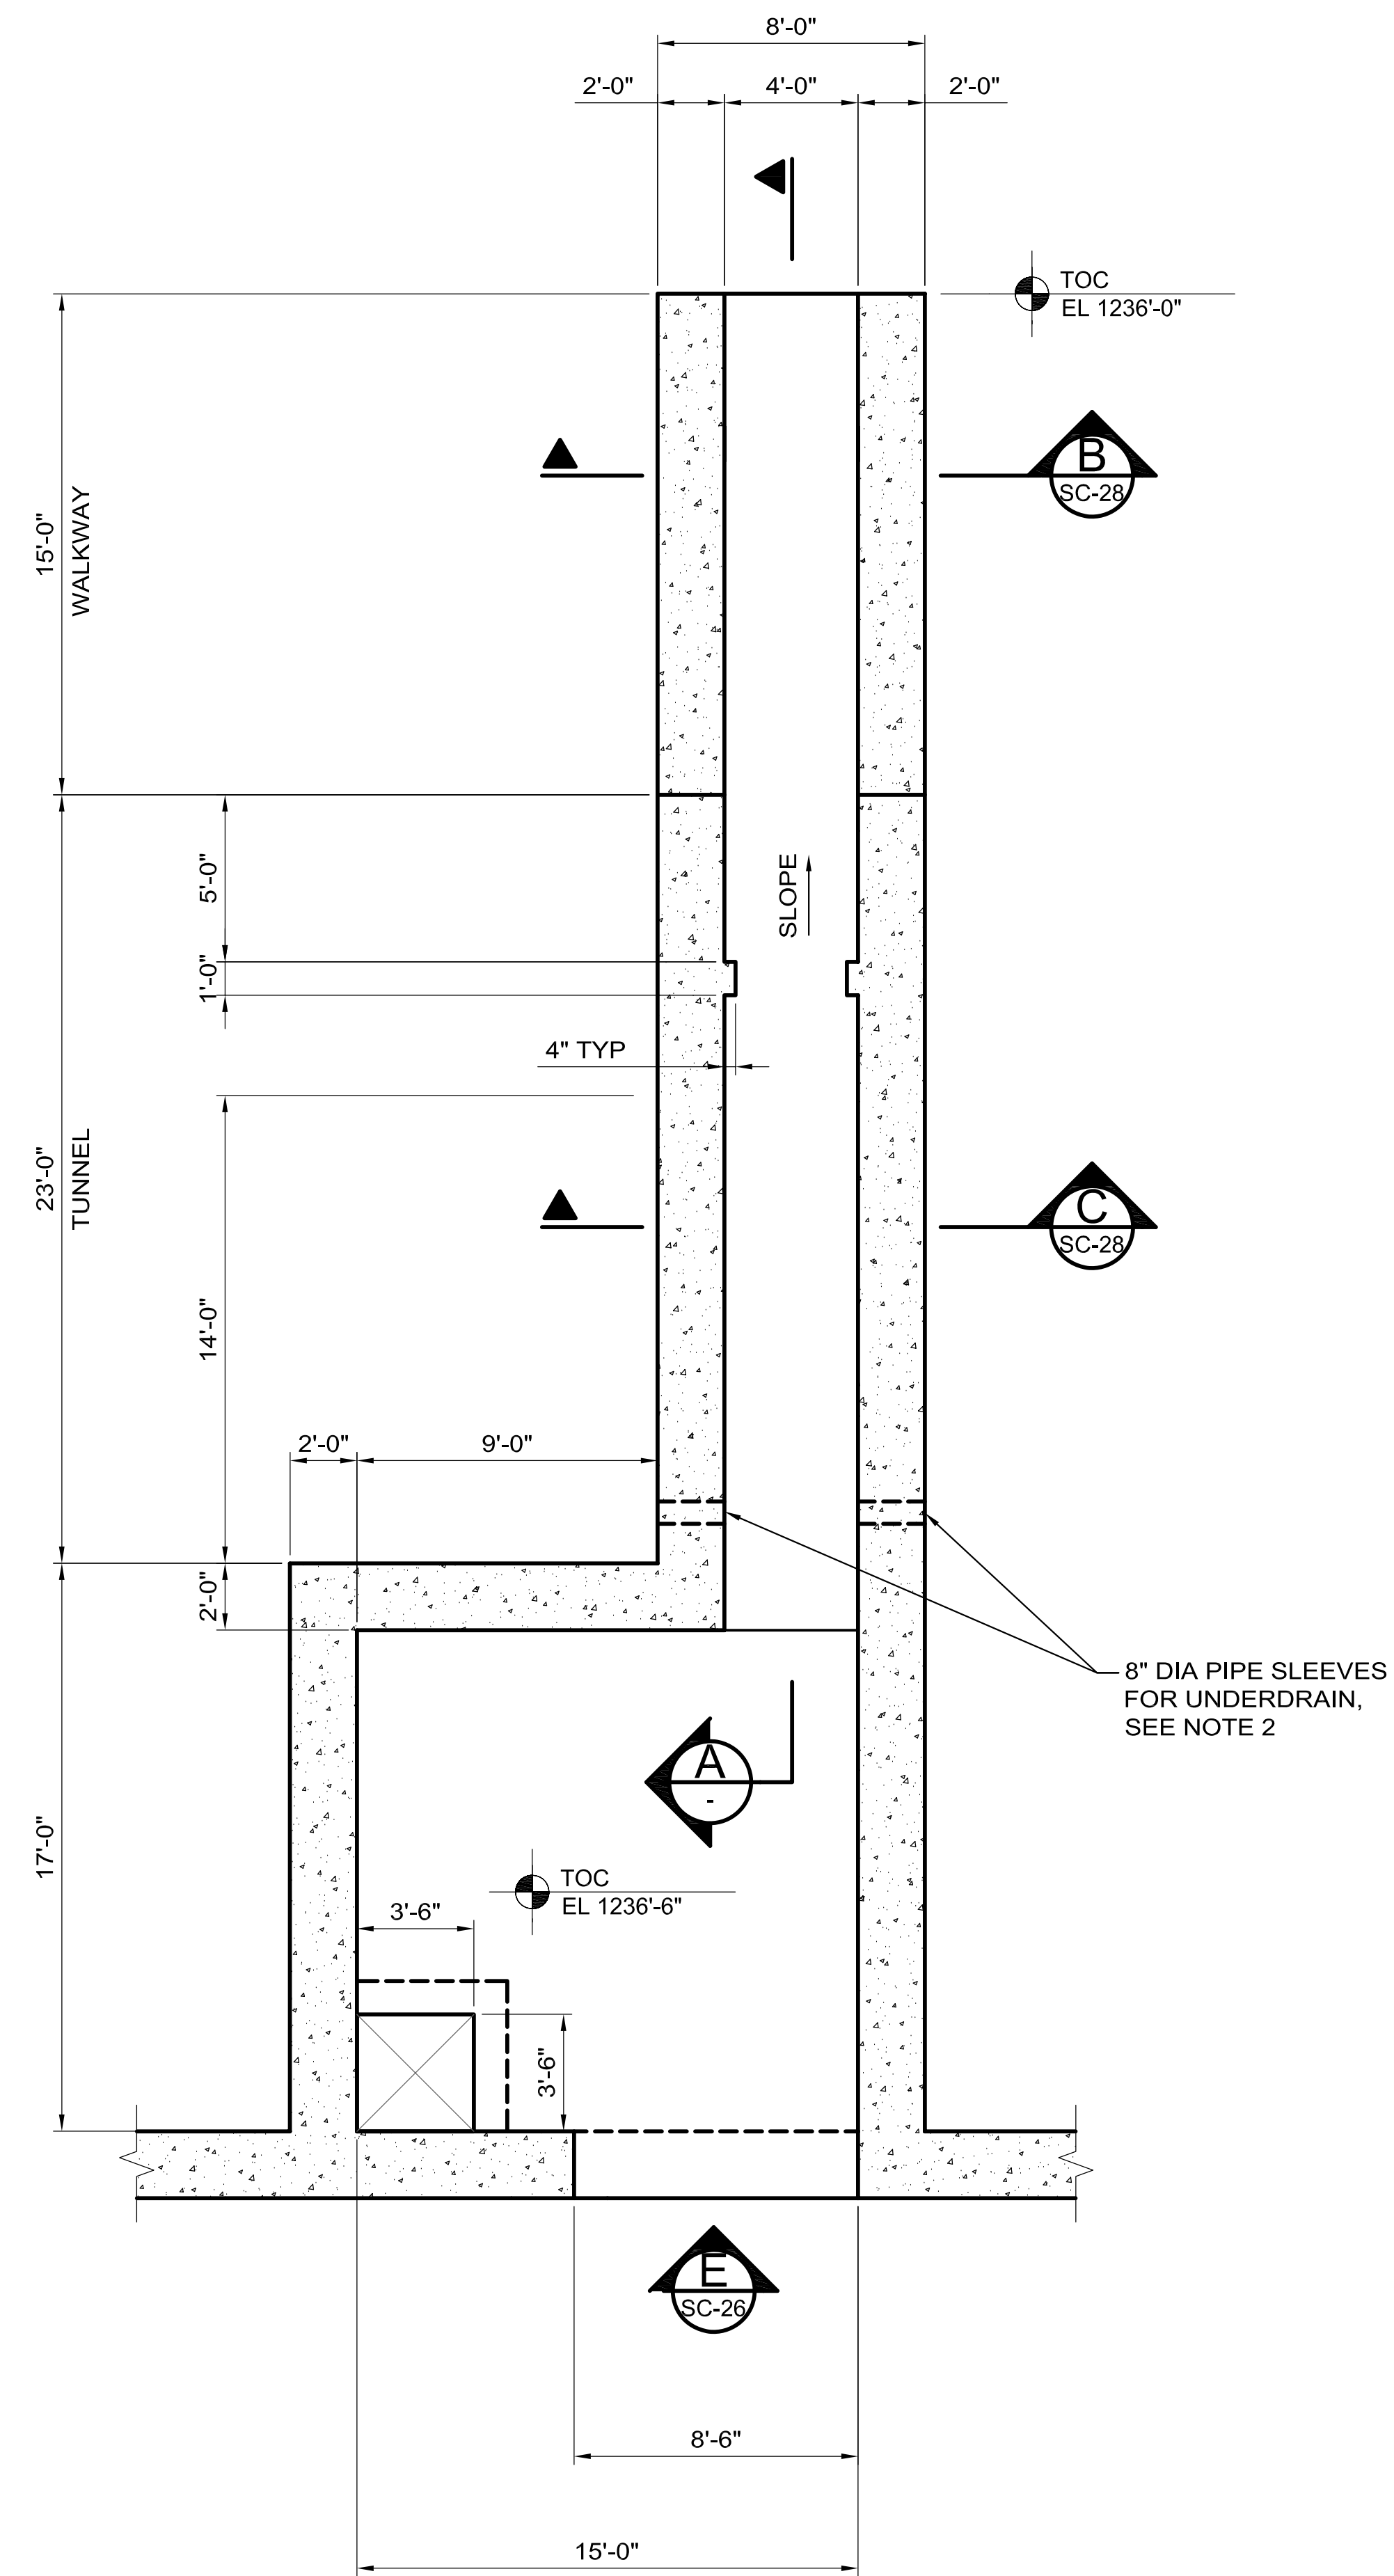 8'-0"
2'-0"
4'-0"
2'-0"
TOC
EL 1236'-0"
B
SC-28
15'-0"
WALKWAY
5'-0"
SLOPE
1'-0"
4" TYP
23'-0"
TUNNEL
C
SC-28
14'-0"
2'-0"
9'-0"
2'-0"
8" DIA PIPE SLEEVES
FOR UNDERDRAIN,
SEE NOTE 2
A
-
17'-0"
TOC
EL 1236'-6"
3'-6"
3'-6"
E
SC-26
8'-6"
15'-0"